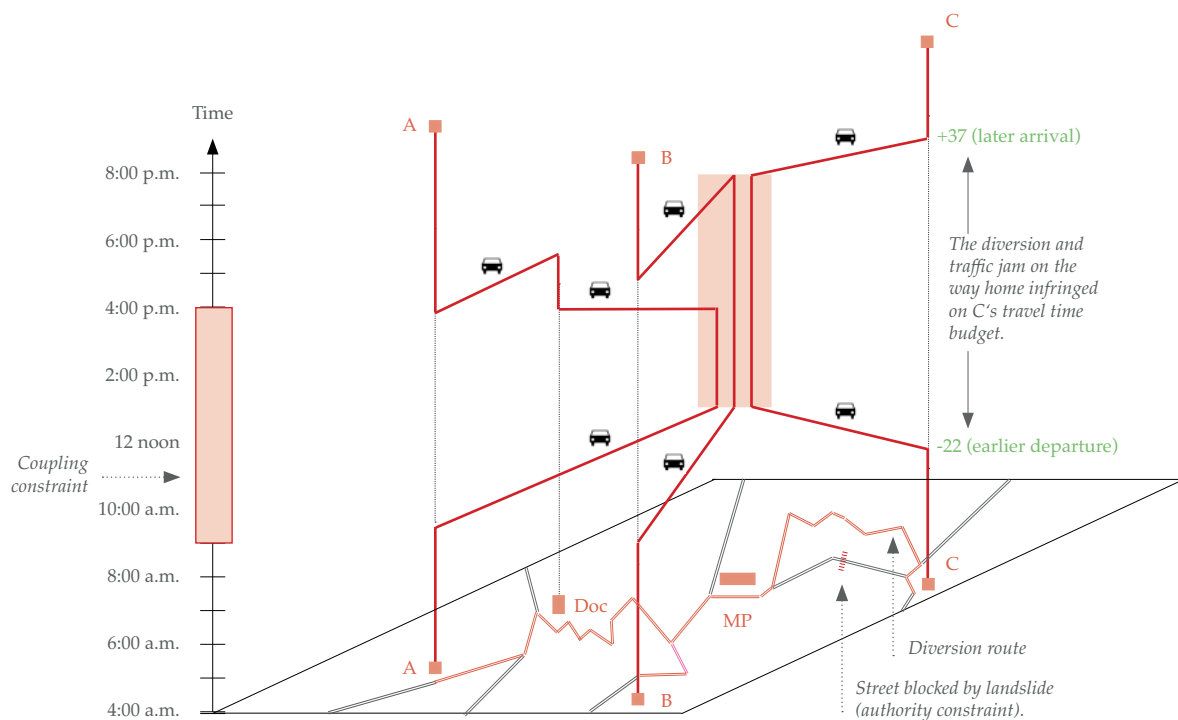 C
Time
A
+37 (later arrival)
B
8:00 p.m.
6:00 p.m.
The diversion and
traffic jam on the
way home infringed
on C‘s travel time
budget.
4:00 p.m.
2:00 p.m.
12 noon
-22 (earlier departure)
Coupling
constraint
10:00 a.m.
8:00 a.m.
C
Doc
MP
6:00 a.m.
Diversion route
A
B
Street blocked by landslide
(authority constraint).
4:00 a.m.